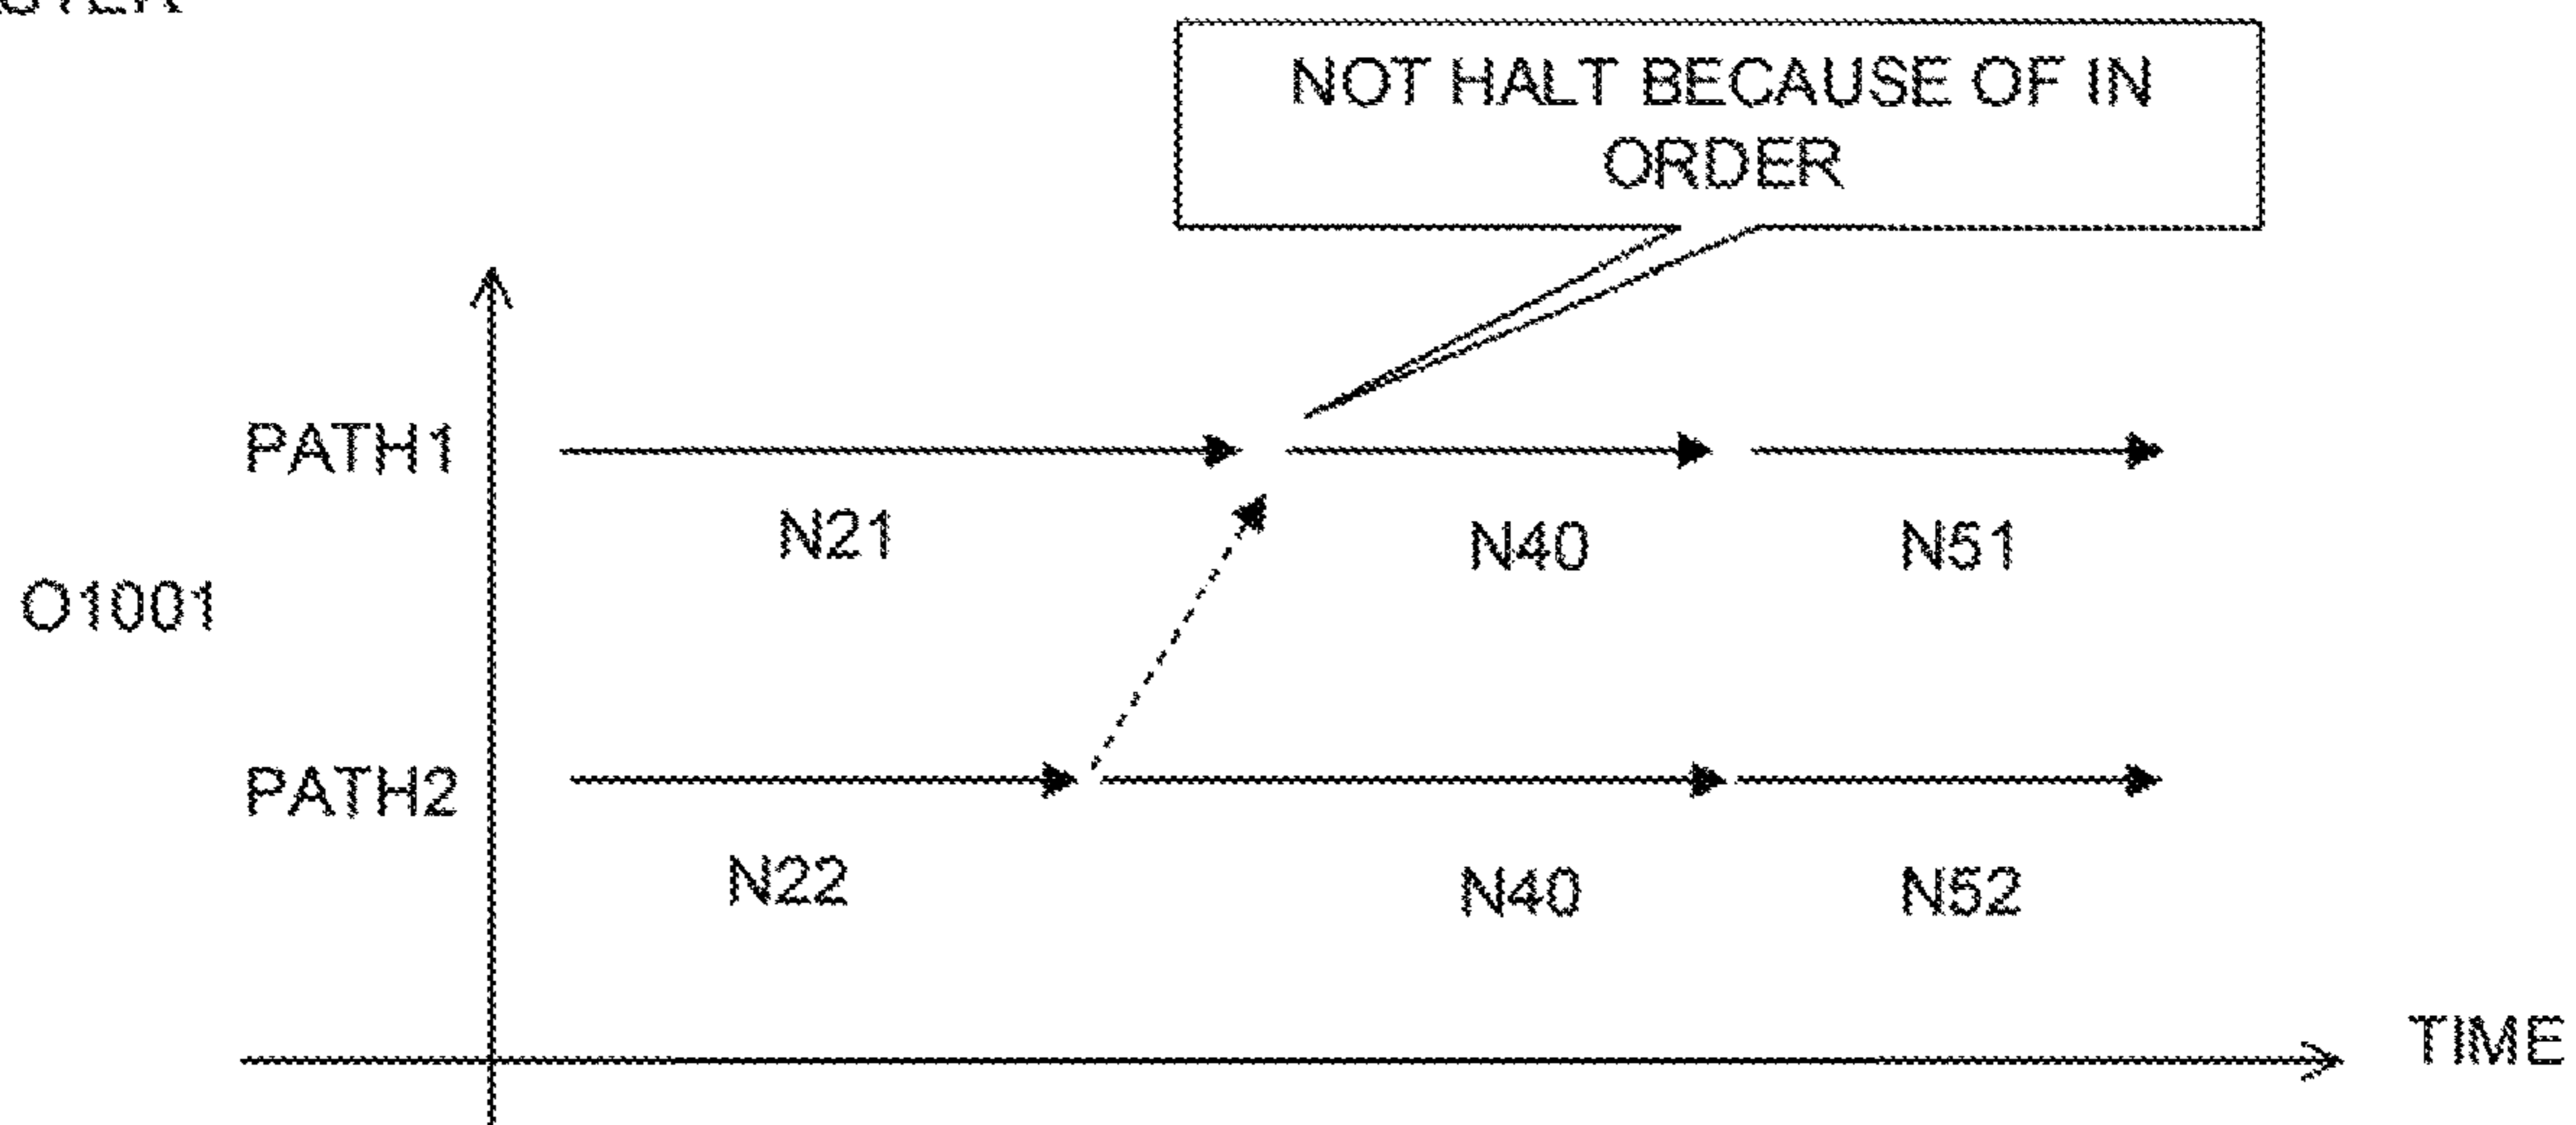 NOT HALT BECAUSE OF IN
ORDER
PATH1
N21
N40
N51
O1001
PATH2
N22
N40
N52
TIME